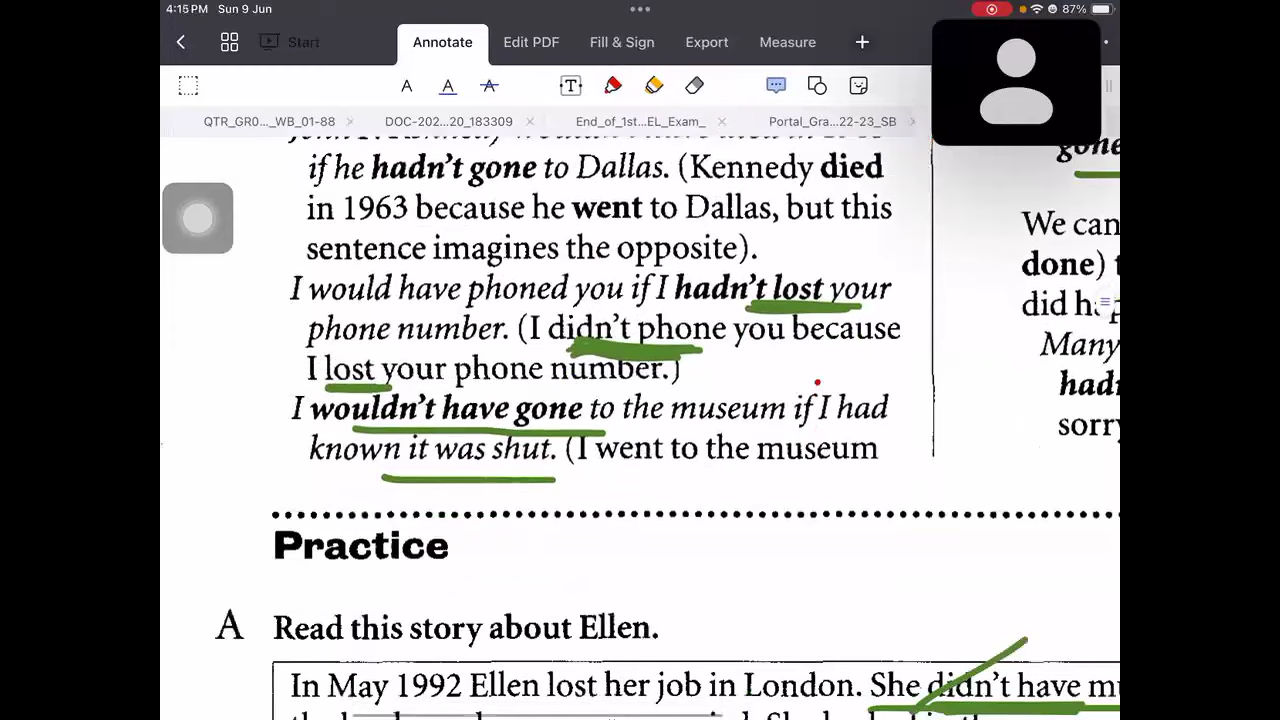 4:15 PM Sun 9 Jun
87%
Start
Annotate
Edit PDF
Fill & Sign
Export
Measure
QTR_GR0..._WB_01-88
DOC-202...20_183309
End_of_1st...EL_Exam_
Portal_Gra...22-23_SB
if he hadn't gone to Dallas. (Kennedy died
in 1963 because he went to Dallas, but this
sentence imagines the opposite).
I would have phoned you if I hadn't lost your
phone number. (I didn't phone you because
I lost your phone number.)
I wouldn't have gone to the museum if I had
known it was shut. (I went to the museum
gone
We can
done)
did
Many
sorry
Practice
A Read this story about Ellen.
In May 1992 Ellen lost her job in London. She didn't have